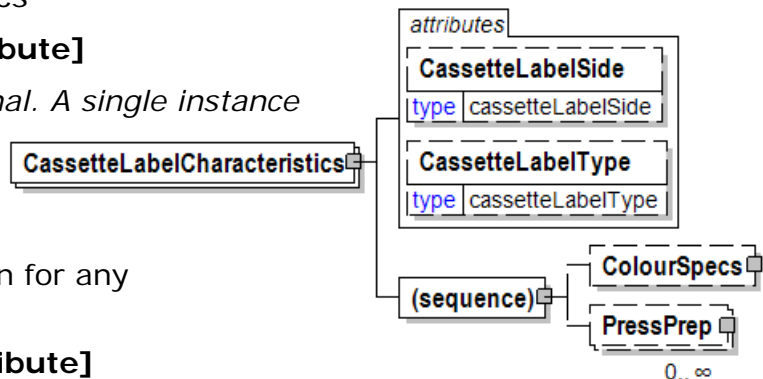 cs
bute]
nal. A single instance
n for any
ibute]
attributes
CassetteLabelSide
type cassetteLabelSide
CassetteLabelCharacteristics
CassetteLabelType
type cassetteLabelType
(sequence)
ColourSpecs
PressPrep
0.. ∞